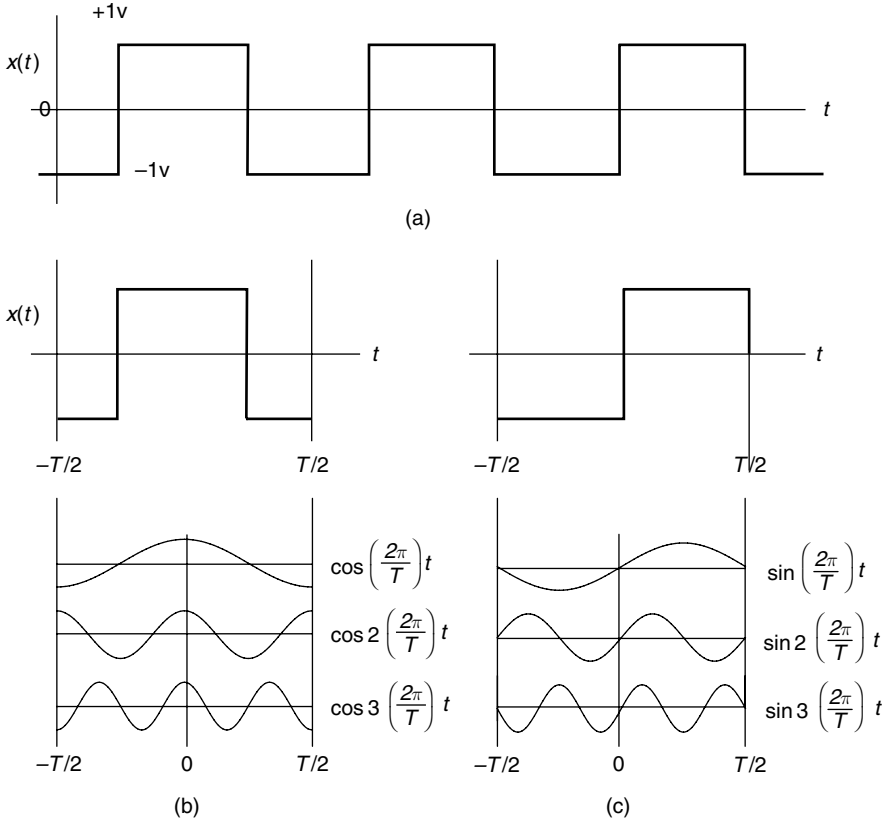 +1v
x(t)
0
t
−1v
(a)
x(t)
t
t
−T/2
T/2
−T/2
T/2
cos (2π/T) t
cos 2 (2π/T) t
cos 3 (2π/T) t
−T/2
0
T/2
(b)
sin (2π/T) t
sin 2 (2π/T) t
sin 3 (2π/T) t
−T/2
0
T/2
(c)